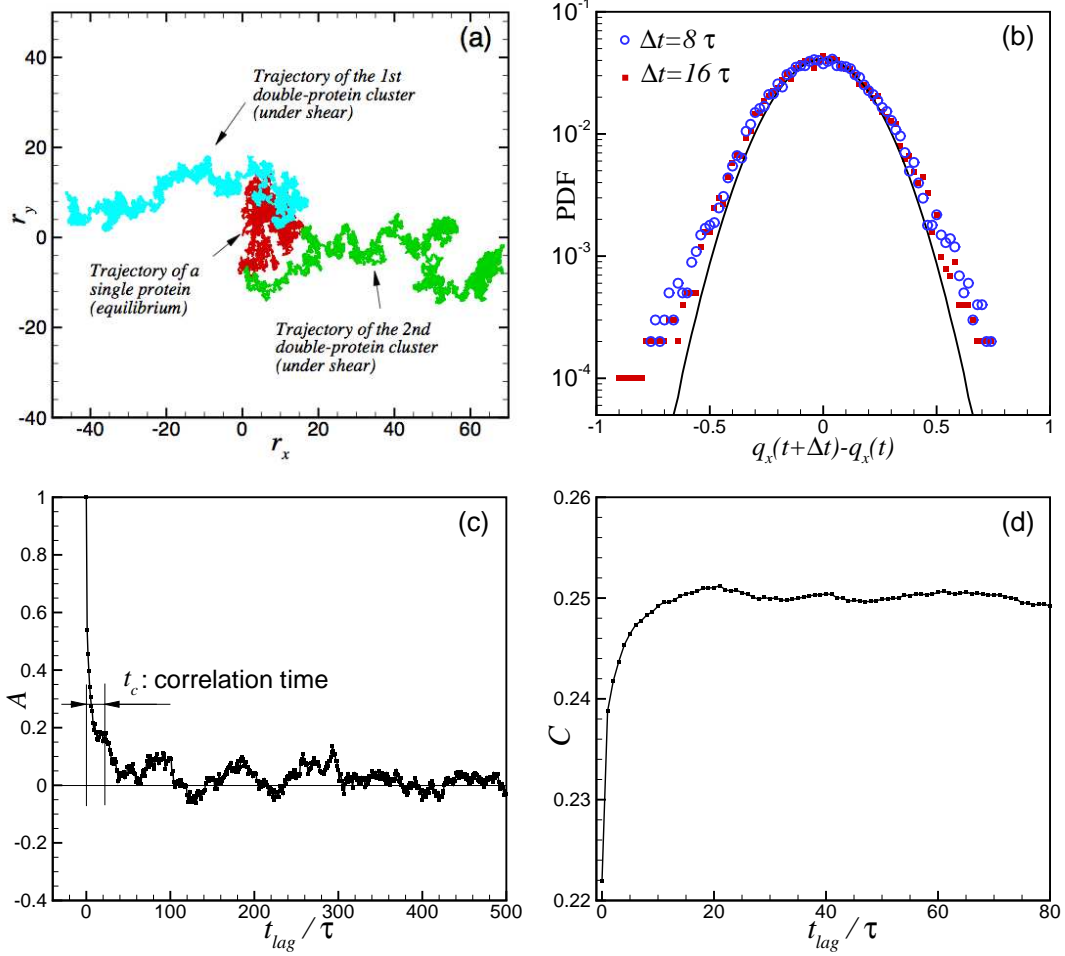 (a)
40
20
0
-20
-40
r_y
-40 -20 0 20 40 60
r_x
Trajectory of the 1st
double-protein cluster
(under shear)
Trajectory of a
single protein
(equilibrium)
Trajectory of the 2nd
double-protein cluster
(under shear)
(b)
Δt=8 τ
Δt=16 τ
10^-1
10^-2
10^-3
10^-4
PDF
-1 -0.5 0 0.5 1
q_x(t+Δt)-q_x(t)
(c)
1
0.8
0.6
0.4
0.2
0
-0.2
-0.4
A
t_c: correlation time
0 100 200 300 400 500
t_lag / τ
(d)
0.26
0.25
0.24
0.23
0.22
C
0 20 40 60 80
t_lag / τ